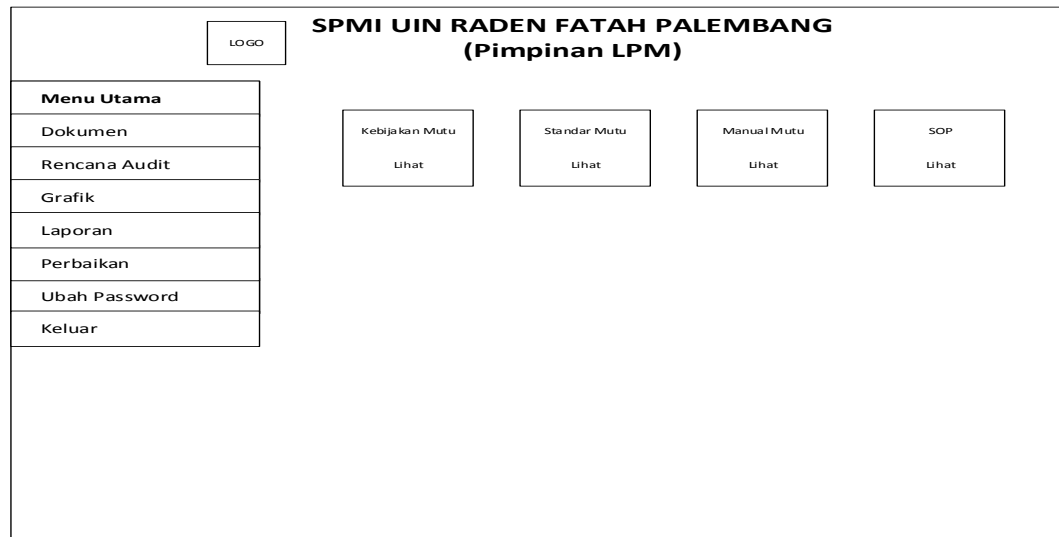 LOGO
SPMI UIN RADEN FATAH PALEMBANG
(Pimpinan LPM)
Menu Utama
Dokumen
Rencana Audit
Grafik
Laporan
Perbaikan
Ubah Password
Keluar
Kebijakan Mutu
Lihat
Standar Mutu
Lihat
Manual Mutu
Lihat
SOP
Lihat